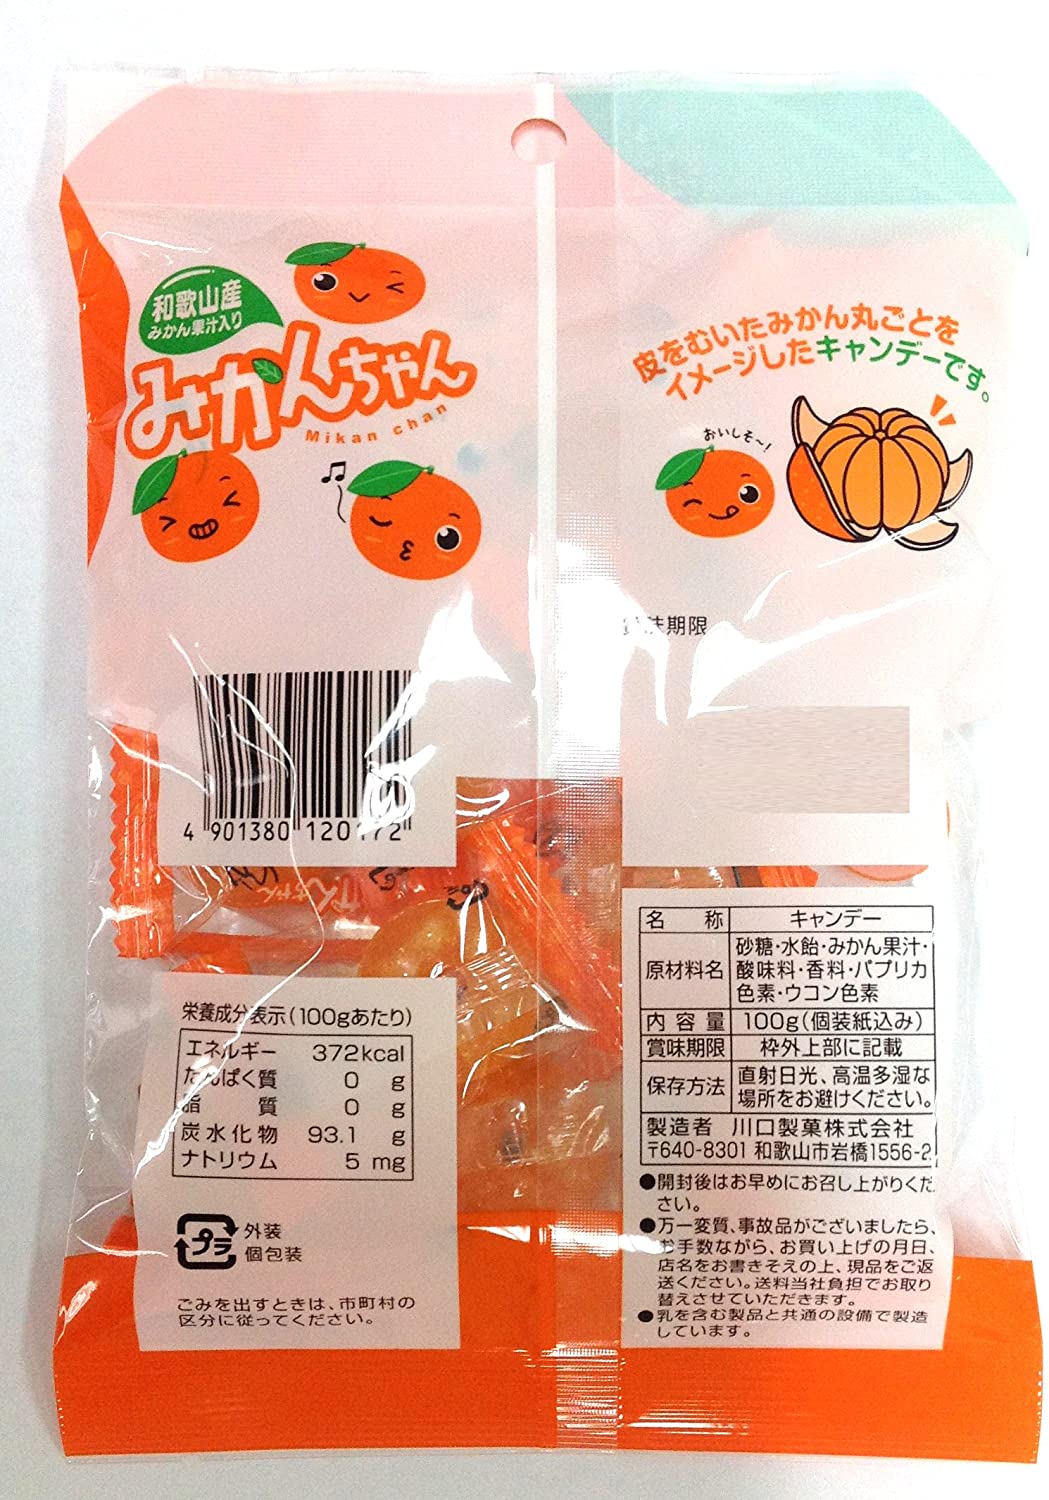 和歌山産
みかん果汁入り
みかんちゃん
Mikan chan
皮をむいたみかん丸ごとを
イメージしたキャンデーです。
おいしそ〜!
期限
4 901380 120172
名 称 キャンデー
原材料名 砂糖・水飴・みかん果汁・
酸味料・香料・パプリカ
色素・ウコン色素
内容量 100g(個装紙込み)
賞味期限 枠外上部に記載
保存方法 直射日光、高温多湿な
場所をお避けください。
製造者 川口製菓株式会社
〒640-8301 和歌山市岩橋1556-2
●開封後はお早めにお召し上がりくだ
さい。
●万一変質、事故品がございましたら、
お手数ながら、お買い上げの月日、
店名をお書きそえの上、現品をご返
送ください。送料当社負担でお取り
替えさせていただきます。
●乳を含む製品と共通の設備で製造
しています。
栄養成分表示(100gあたり)
エネルギー 372kcal
たんぱく質 0 g
脂 質 0 g
炭水化物 93.1 g
ナトリウム 5 mg
プラ
外装
個包装
ごみを出すときは、市町村の
区分に従ってください。